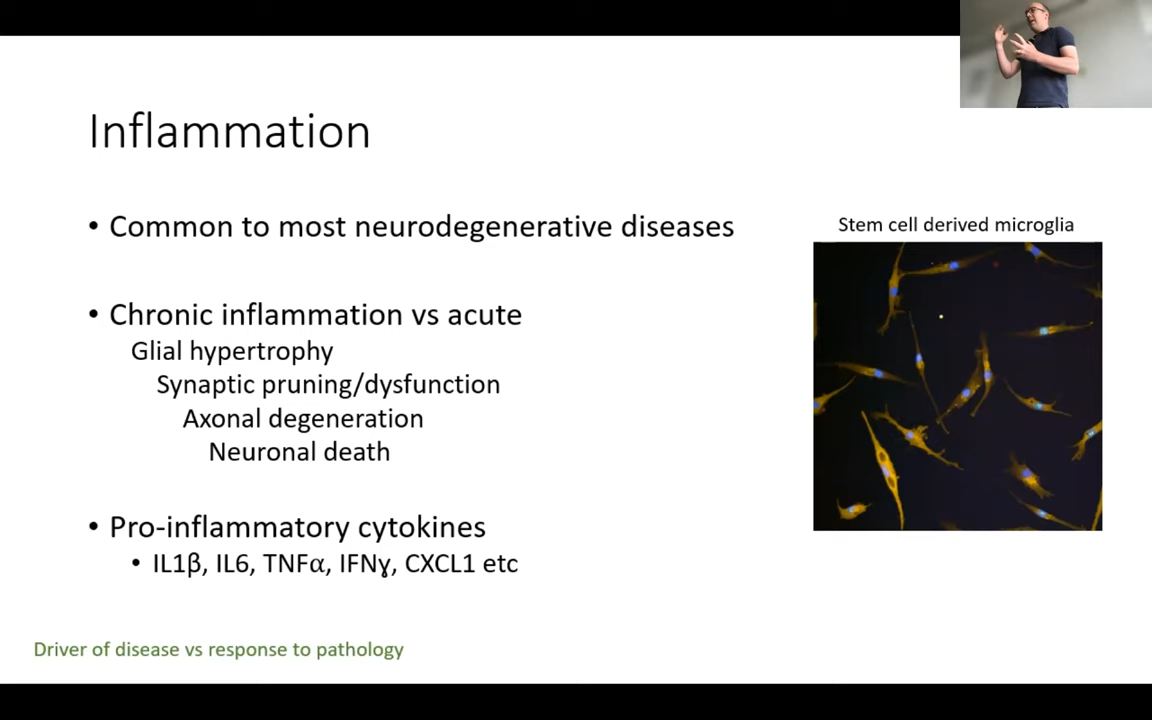 Inflammation
• Common to most neurodegenerative diseases
Stem cell derived microglia
• Chronic inflammation vs acute
Glial hypertrophy
Synaptic pruning/dysfunction
Axonal degeneration
Neuronal death
• Pro-inflammatory cytokines
• IL1β, IL6, TNFα, IFNɣ, CXCL1 etc
Driver of disease vs response to pathology